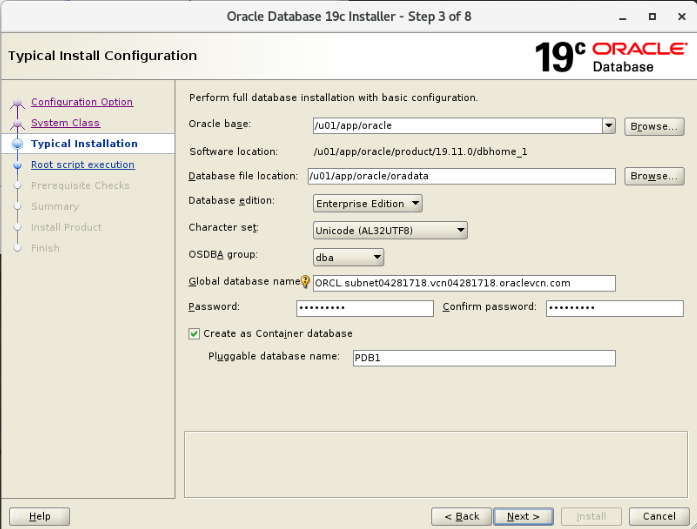 Oracle Database 19c Installer - Step 3 of 8
Typical Install Configuration
19c ORACLE
Database
Configuration Option
System Class
Typical Installation
Root script execution
Prerequisite Checks
Summary
Install Product
Finish
Perform full database installation with basic configuration.
Oracle base: /u01/app/oracle Browse...
Software location: /u01/app/oracle/product/19.11.0/dbhome_1
Database file location: /u01/app/oracle/oradata Browse...
Database edition: Enterprise Edition
Character set: Unicode (AL32UTF8)
OSDBA group: dba
Global database name: ORCL.subnet04281718.vcn04281718.oraclevcn.com
Password: ••••••••• Confirm password: •••••••••
Create as Container database
Pluggable database name: PDB1
Help < Back Next > Install Cancel